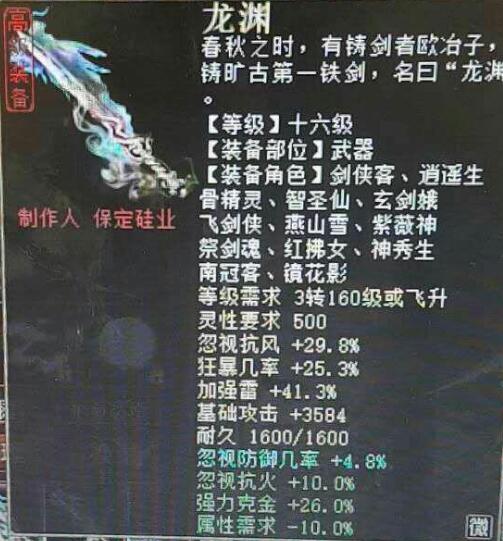 高级装备
龙渊
春秋之时，有铸剑者欧冶子，
铸旷古第一铁剑，名曰“龙渊
。
【等级】十六级
【装备部位】武器
【装备角色】剑侠客、逍遥生
骨精灵、智圣仙、玄剑娥
飞剑侠、燕山雪、紫薇神
祭剑魂、红拂女、神秀生
南冠客、镜花影
制作人 保定硅业
等级需求 3转160级或飞升
灵性要求 500
忽视抗风 +29.8%
狂暴几率 +25.3%
加强雷 +41.3%
基础攻击 +3584
耐久 1600/1600
忽视防御几率 +4.8%
忽视抗火 +10.0%
强力克金 +26.0%
属性需求 -10.0%
微